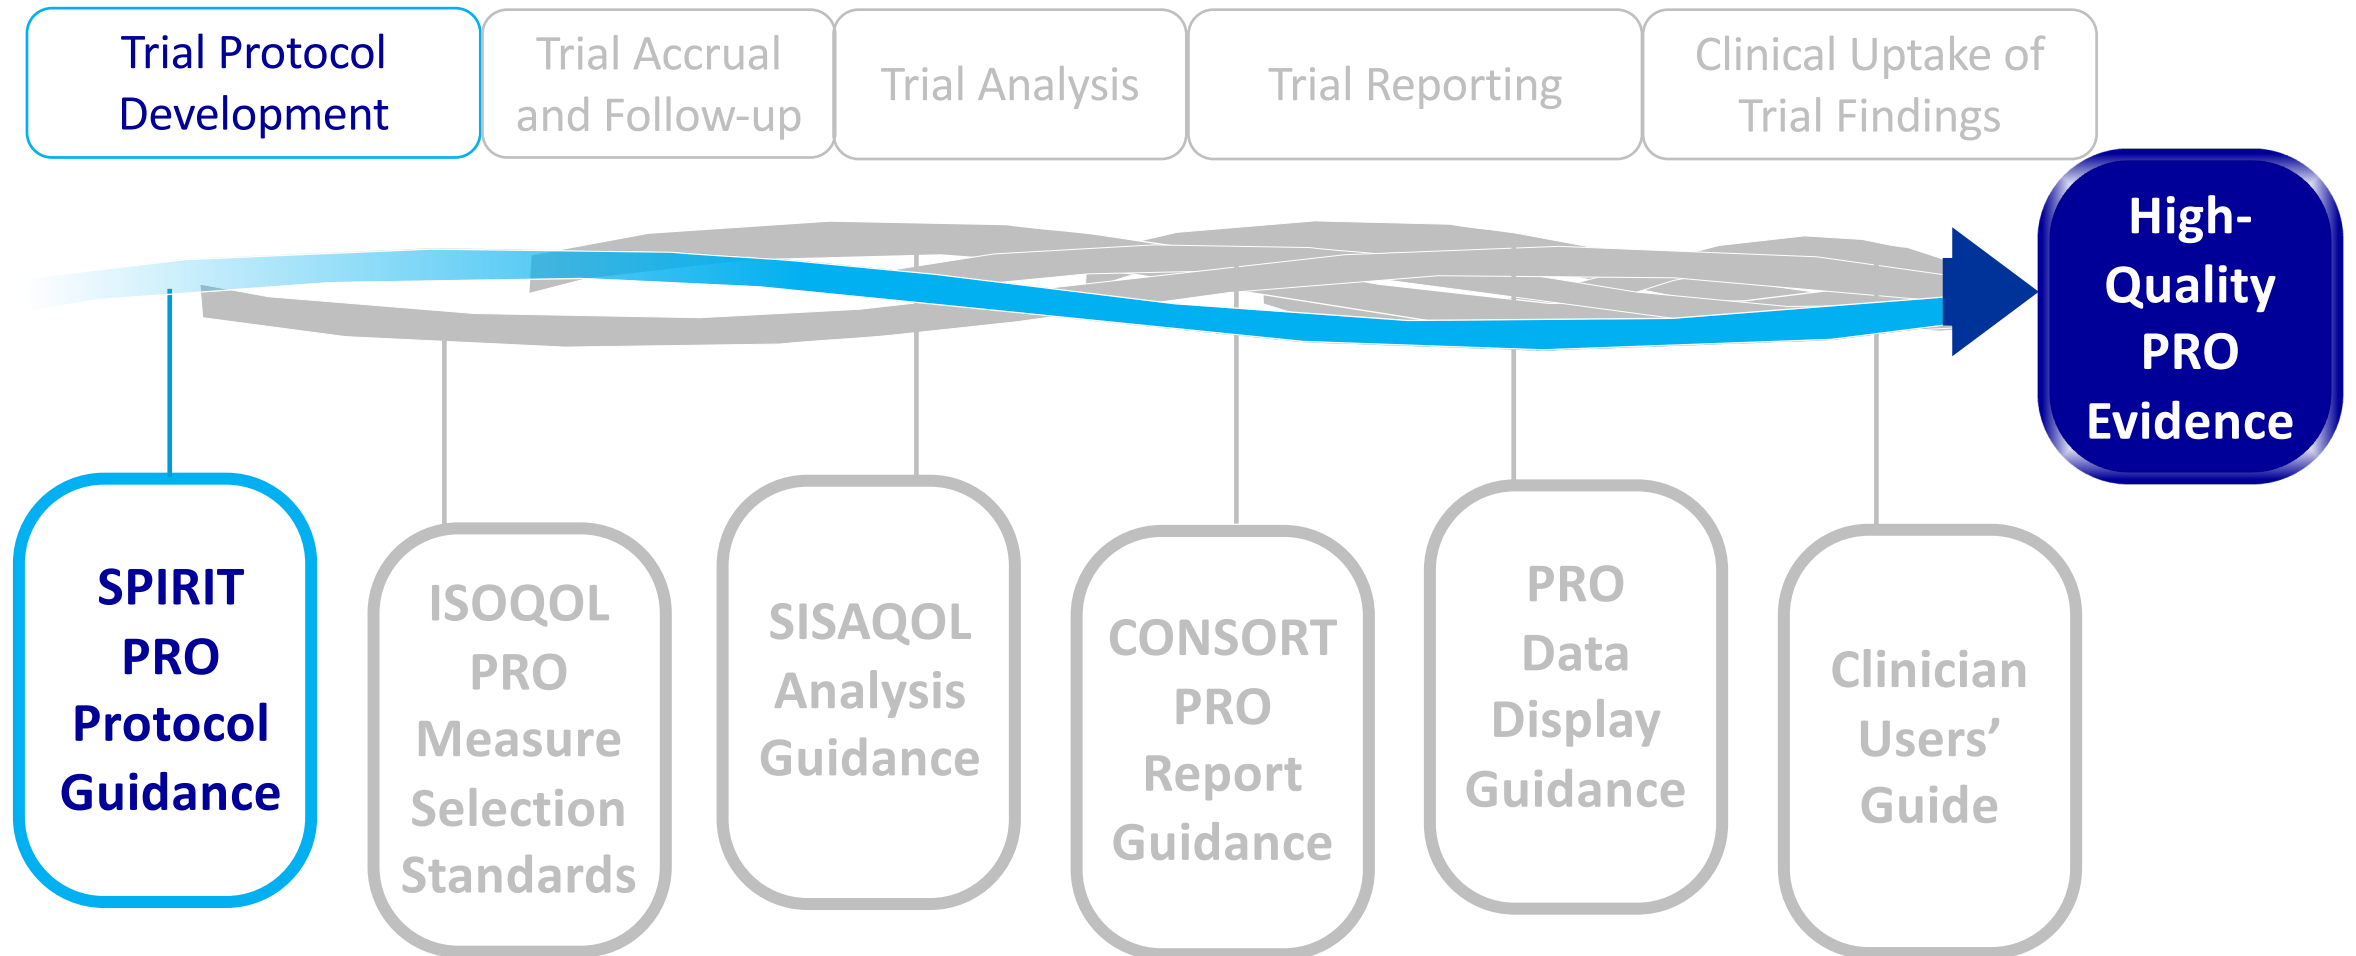 Trial Protocol
Development
Trial Accrual
and Follow-up
Trial Analysis
Trial Reporting
Clinical Uptake of
Trial Findings
High-
Quality
PRO
Evidence
SPIRIT
PRO
Protocol
Guidance
ISOQOL
PRO
Measure
Selection
Standards
SISAQOL
Analysis
Guidance
CONSORT
PRO
Report
Guidance
PRO
Data
Display
Guidance
Clinician
Users’
Guide